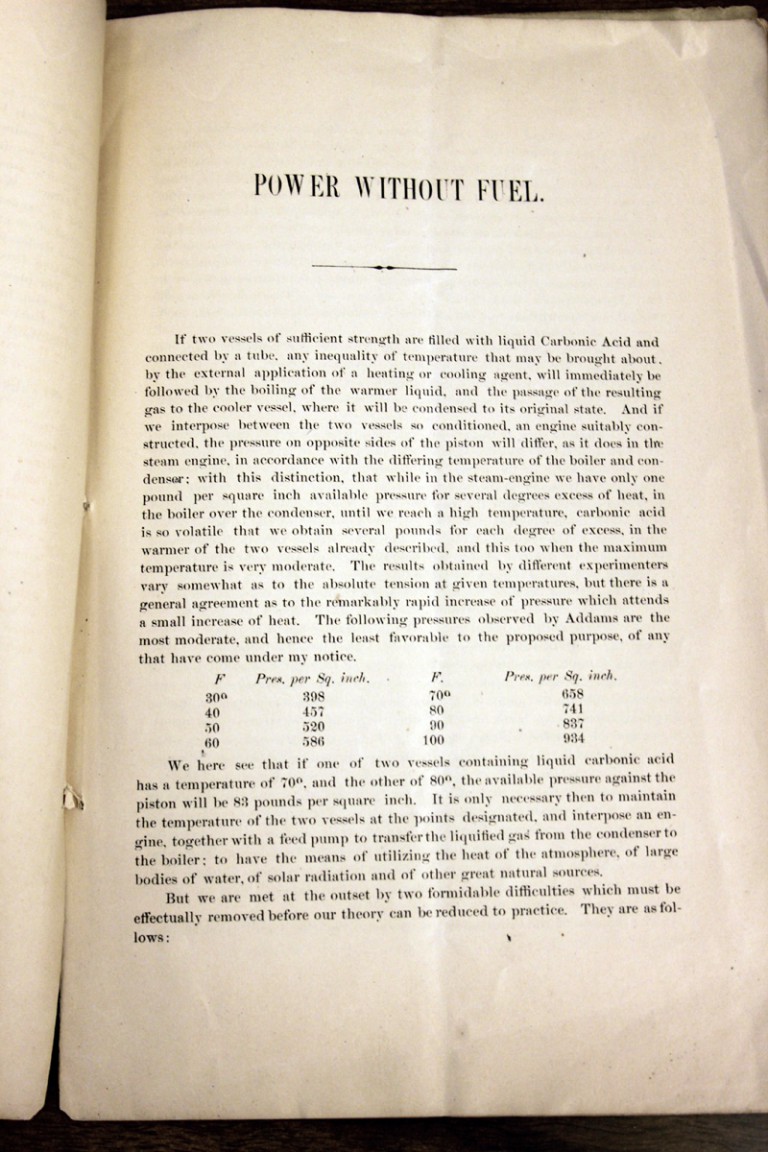 POWER WITHOUT FUEL.
If two vessels of sufficient strength are filled with liquid Carbonic Acid and
connected by a tube, any inequality of temperature that may be brought about,
by the external application of a heating or cooling agent, will immediately be
followed by the boiling of the warmer liquid, and the passage of the resulting
gas to the cooler vessel, where it will be condensed to its original state. And if
we interpose between the two vessels so conditioned, an engine suitably con-
structed, the pressure on opposite sides of the piston will differ, as it does in the
steam engine, in accordance with the differing temperature of the boiler and con-
denser; with this distinction, that while in the steam-engine we have only one
pound per square inch available pressure for several degrees excess of heat, in
the boiler over the condenser, until we reach a high temperature, carbonic acid
is so volatile that we obtain several pounds for each degree of excess, in the
warmer of the two vessels already described, and this too when the maximum
temperature is very moderate. The results obtained by different experimenters
vary somewhat as to the absolute tension at given temperatures, but there is a
general agreement as to the remarkably rapid increase of pressure which attends
a small increase of heat. The following pressures observed by Addams are the
most moderate, and hence the least favorable to the proposed purpose, of any
that have come under my notice.
F Pres. per Sq. inch. F. Pres. per Sq. inch.
30° 398 70° 658
40 457 80 741
50 520 90 837
60 586 100 934
We here see that if one of two vessels containing liquid carbonic acid
has a temperature of 70°, and the other of 80°, the available pressure against the
piston will be 83 pounds per square inch. It is only necessary then to maintain
the temperature of the two vessels at the points designated, and interpose an en-
gine, together with a feed pump to transfer the liquified gas from the condenser to
the boiler; to have the means of utilizing the heat of the atmosphere, of large
bodies of water, of solar radiation and of other great natural sources.
But we are met at the outset by two formidable difficulties which must be
effectually removed before our theory can be reduced to practice. They are as fol-
lows: